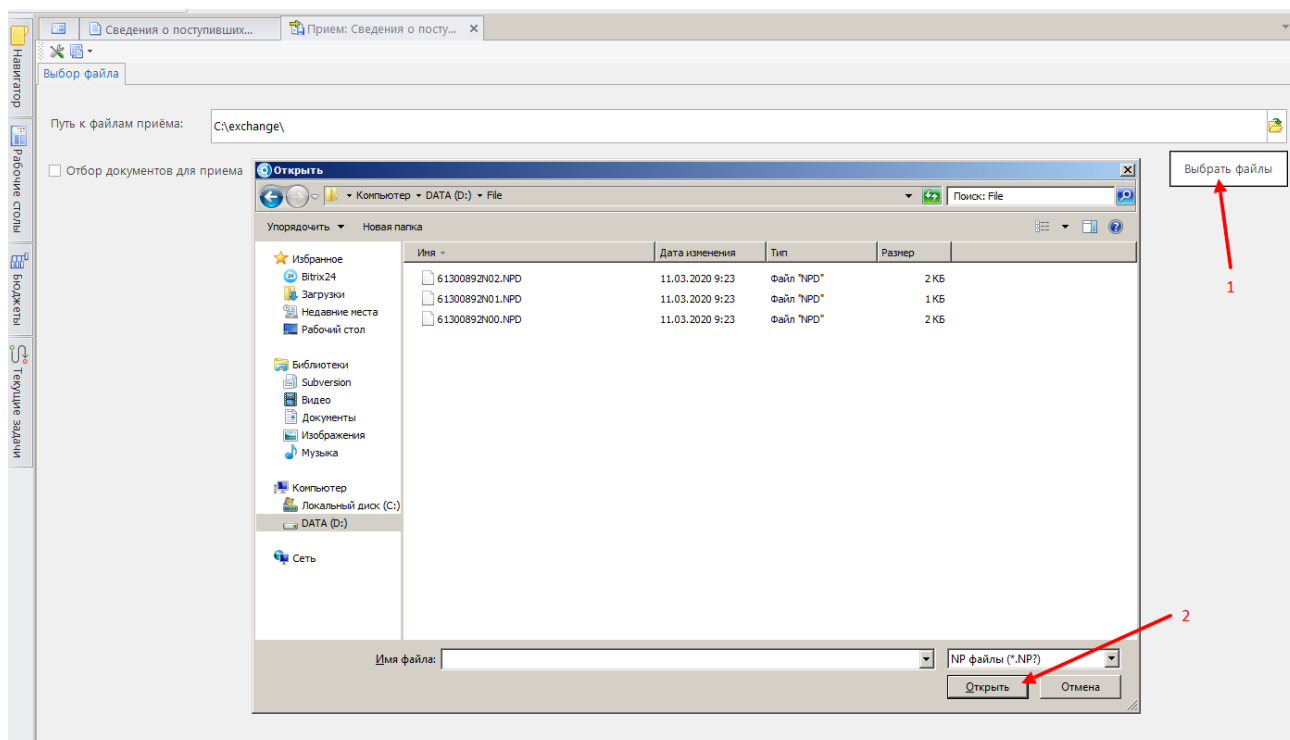 Сведения о поступивших...
Прием: Сведения о посту...
Навигатор
Рабочие столы
Бюджеты
Текущие задачи
Выбор файла
Путь к файлам приёма:
C:\exchange\
Отбор документов для приема
Выбрать файлы
1
Открыть
Компьютер DATA (D:) File
Поиск: File
Упорядочить Новая папка
Имя Дата изменения Тип Размер
61300892N02.NPD 11.03.2020 9:23 Файл "NPD" 2 КБ
61300892N01.NPD 11.03.2020 9:23 Файл "NPD" 1 КБ
61300892N00.NPD 11.03.2020 9:23 Файл "NPD" 2 КБ
Избранное
Bitrix24
Загрузки
Недавние места
Рабочий стол
Библиотеки
Subversion
Видео
Документы
Изображения
Музыка
Компьютер
Локальный диск (C:)
DATA (D:)
Сеть
2
Имя файла:
NP файлы (*.NP?)
Открыть Отмена